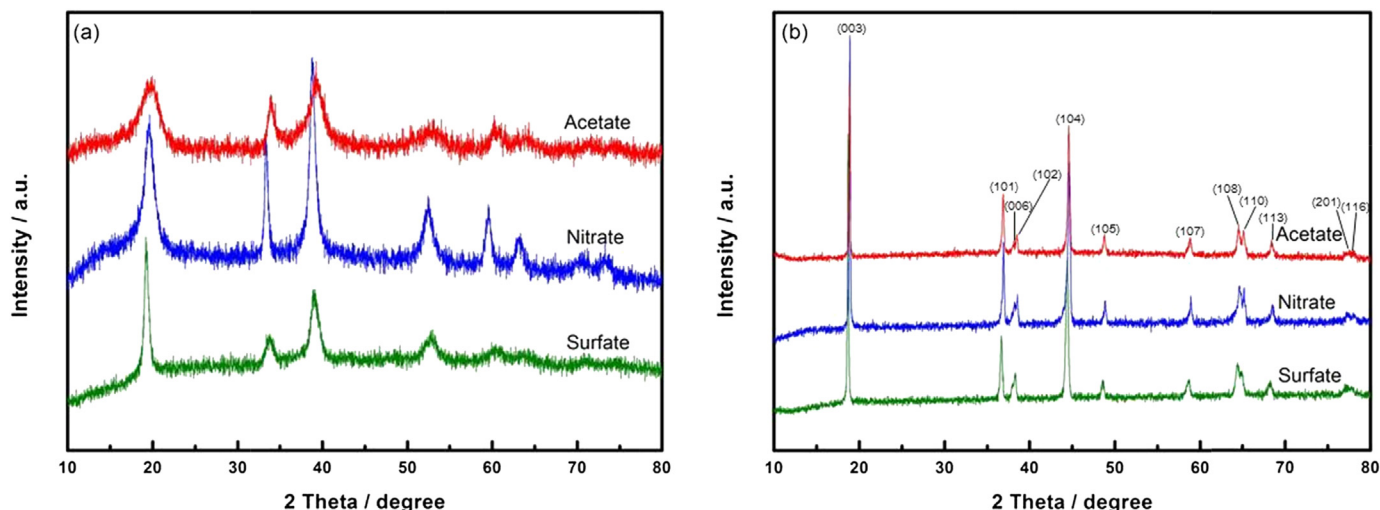 (a)
Acetate
Nitrate
Surfate
Intensity / a.u.
10 20 30 40 50 60 70 80
2 Theta / degree
(b)
(003)
(104)
(101)
(102)
(006)
(105)
(107)
(108)
(110)
(113)
(201)
(116)
Acetate
Nitrate
Surfate
Intensity / a.u.
10 20 30 40 50 60 70 80
2 Theta / degree